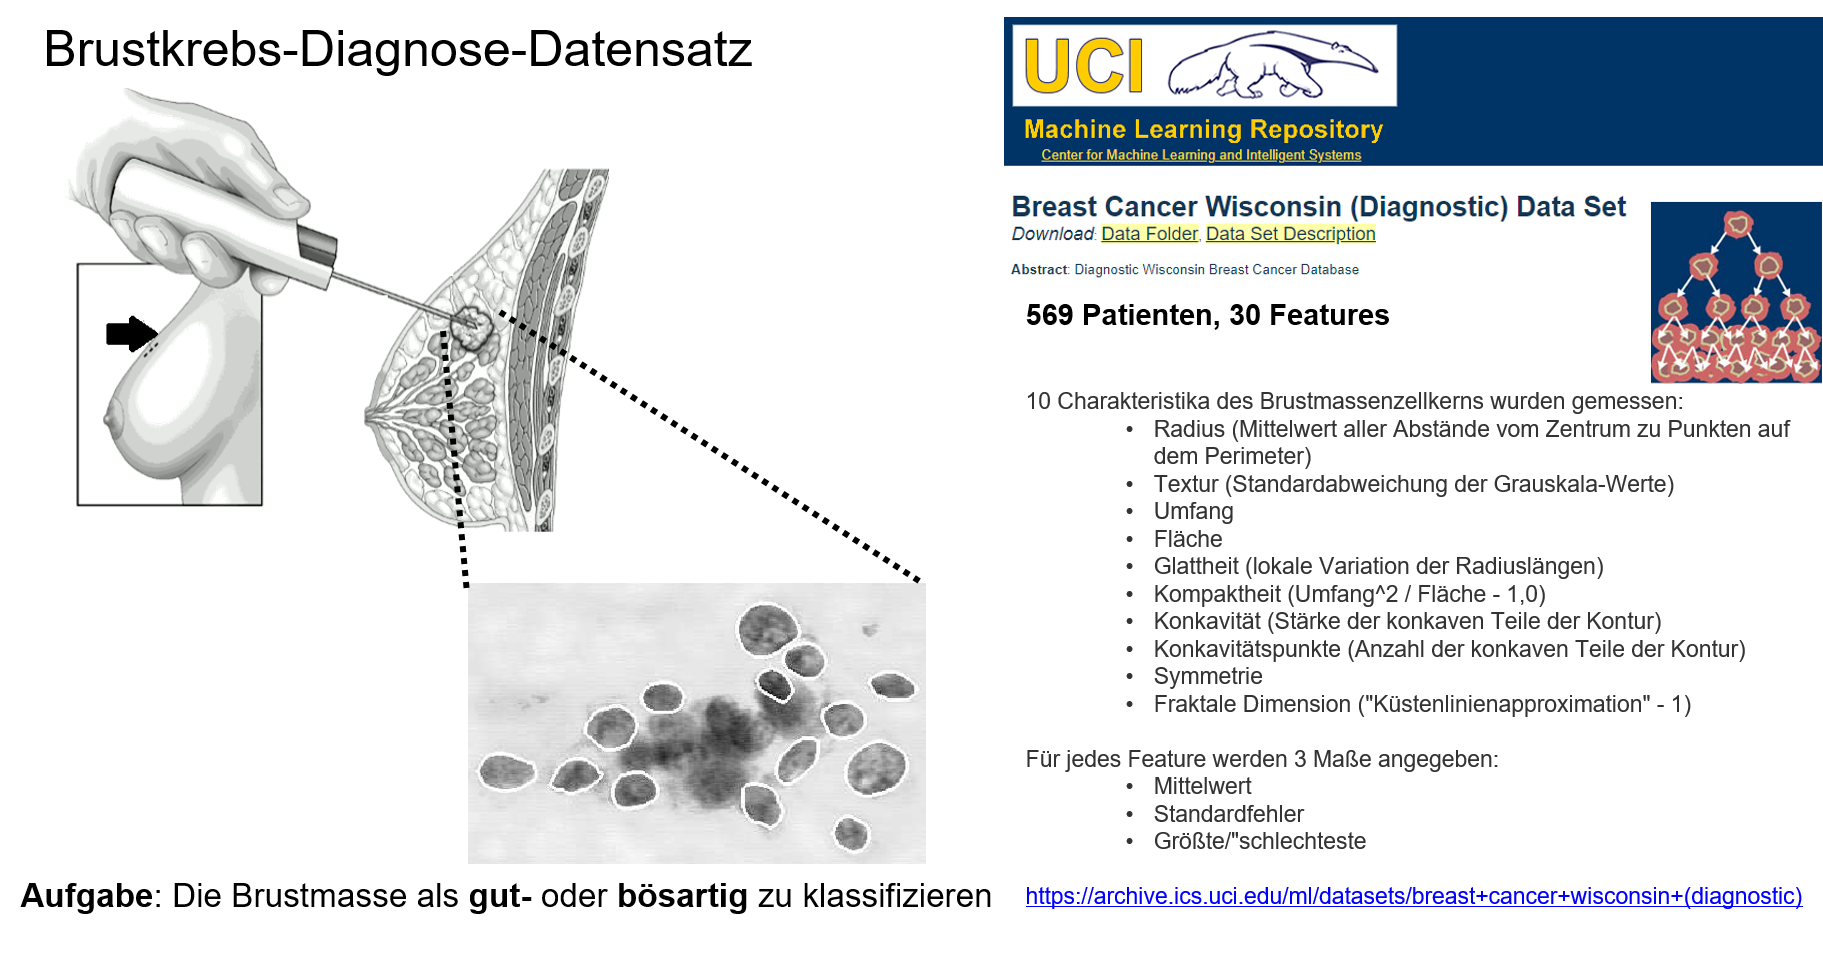 Brustkrebs-Diagnose-Datensatz
UCI
Machine Learning Repository
Center for Machine Learning and Intelligent Systems
Breast Cancer Wisconsin (Diagnostic) Data Set
Download: Data Folder, Data Set Description
Abstract: Diagnostic Wisconsin Breast Cancer Database
569 Patienten, 30 Features
10 Charakteristika des Brustmassenzellkerns wurden gemessen:
• Radius (Mittelwert aller Abstände vom Zentrum zu Punkten auf
dem Perimeter)
• Textur (Standardabweichung der Grauskala-Werte)
• Umfang
• Fläche
• Glattheit (lokale Variation der Radiuslängen)
• Kompaktheit (Umfang^2 / Fläche - 1,0)
• Konkavität (Stärke der konkaven Teile der Kontur)
• Konkavitätspunkte (Anzahl der konkaven Teile der Kontur)
• Symmetrie
• Fraktale Dimension ("Küstenlinienapproximation" - 1)
Für jedes Feature werden 3 Maße angegeben:
• Mittelwert
• Standardfehler
• Größte/"schlechteste
Aufgabe: Die Brustmasse als gut- oder bösartig zu klassifizieren
https://archive.ics.uci.edu/ml/datasets/breast+cancer+wisconsin+(diagnostic)